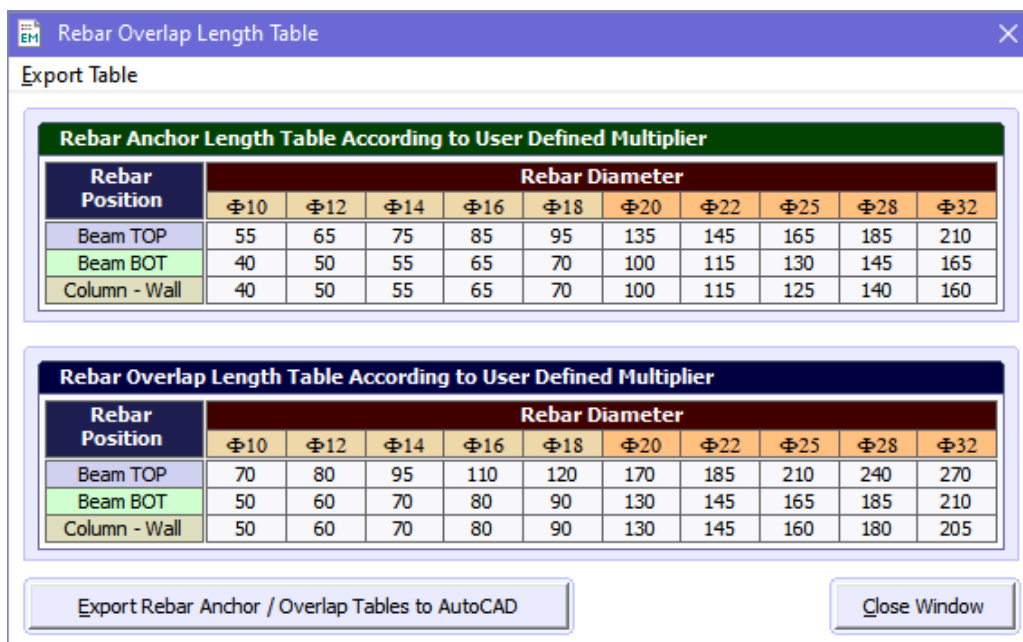 EM Rebar Overlap Length Table
Export Table
Rebar Anchor Length Table According to User Defined Multiplier
Rebar Position Rebar Diameter
Φ10 Φ12 Φ14 Φ16 Φ18 Φ20 Φ22 Φ25 Φ28 Φ32
Beam TOP 55 65 75 85 95 135 145 165 185 210
Beam BOT 40 50 55 65 70 100 115 130 145 165
Column - Wall 40 50 55 65 70 100 115 125 140 160
Rebar Overlap Length Table According to User Defined Multiplier
Rebar Position Rebar Diameter
Φ10 Φ12 Φ14 Φ16 Φ18 Φ20 Φ22 Φ25 Φ28 Φ32
Beam TOP 70 80 95 110 120 170 185 210 240 270
Beam BOT 50 60 70 80 90 130 145 165 185 210
Column - Wall 50 60 70 80 90 130 145 160 180 205
Export Rebar Anchor / Overlap Tables to AutoCAD Close Window